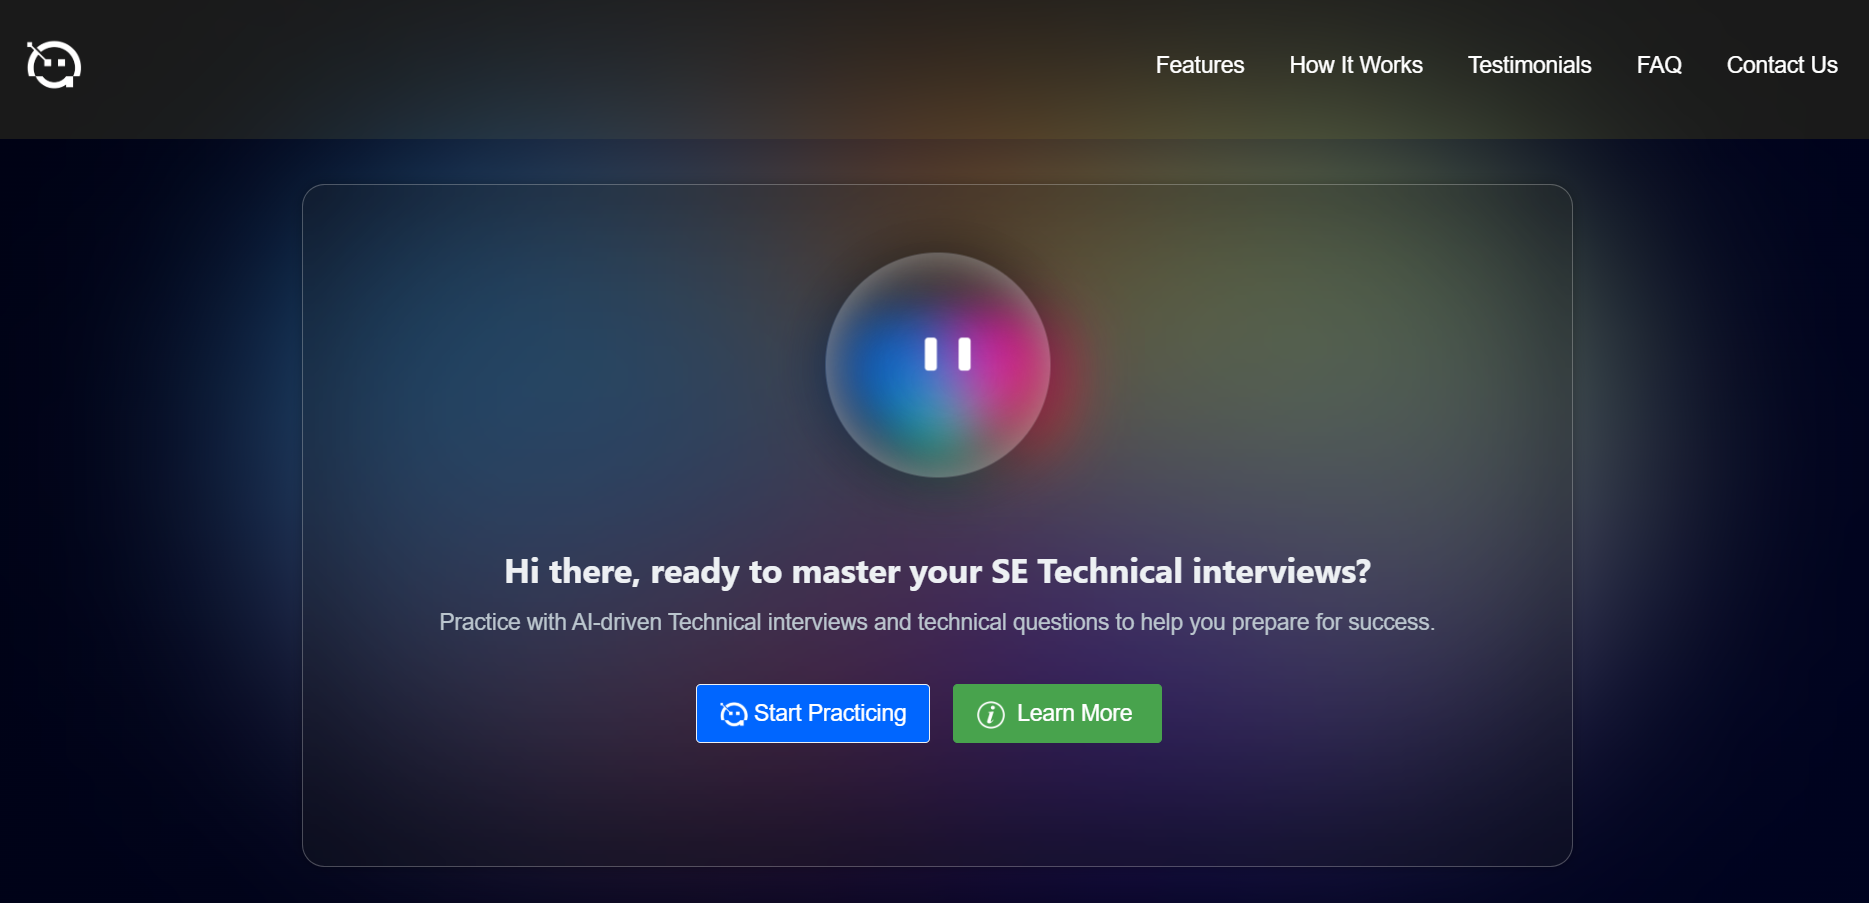 Features How It Works Testimonials FAQ Contact Us
Hi there, ready to master your SE Technical interviews?
Practice with AI-driven Technical interviews and technical questions to help you prepare for success.
Start Practicing
Learn More